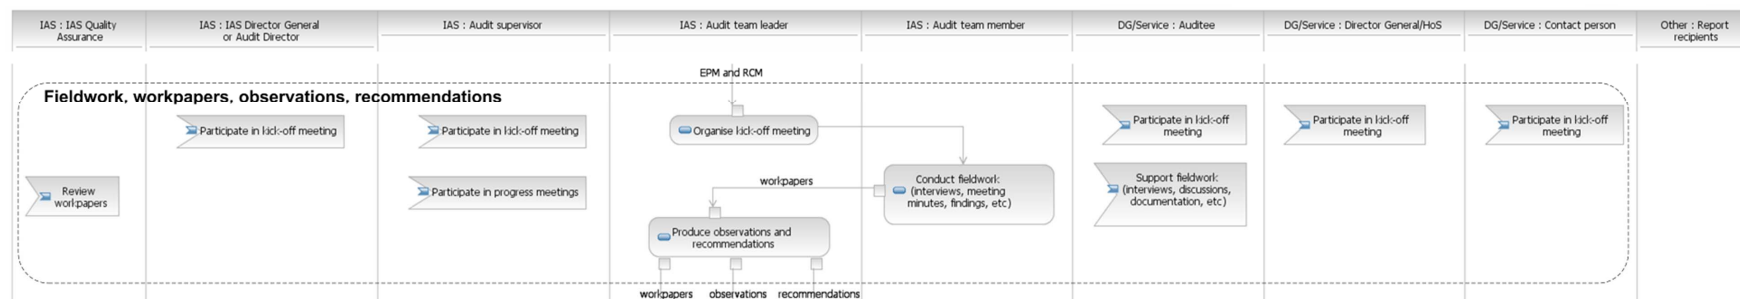 IAS : IAS Quality
Assurance
IAS : IAS Director General
or Audit Director
IAS : Audit supervisor
IAS : Audit team leader
IAS : Audit team member
DG/Service : Auditee
DG/Service : Director General/HoS
DG/Service : Contact person
Other : Report
recipients
EPM and RCM
Fieldwork, workpapers, observations, recommendations
Participate in kick-off meeting
Participate in kick-off meeting
Organise kick-off meeting
Participate in kick-off
meeting
Participate in kick-off
meeting
Participate in kick-off
meeting
Review
workpapers
Participate in progress meetings
workpapers
Conduct fieldwork
(interviews, meeting
minutes, findings, etc)
Support fieldwork
(interviews, discussions,
documentation, etc)
Produce observations and
recommendations
workpapers
observations
recommendations